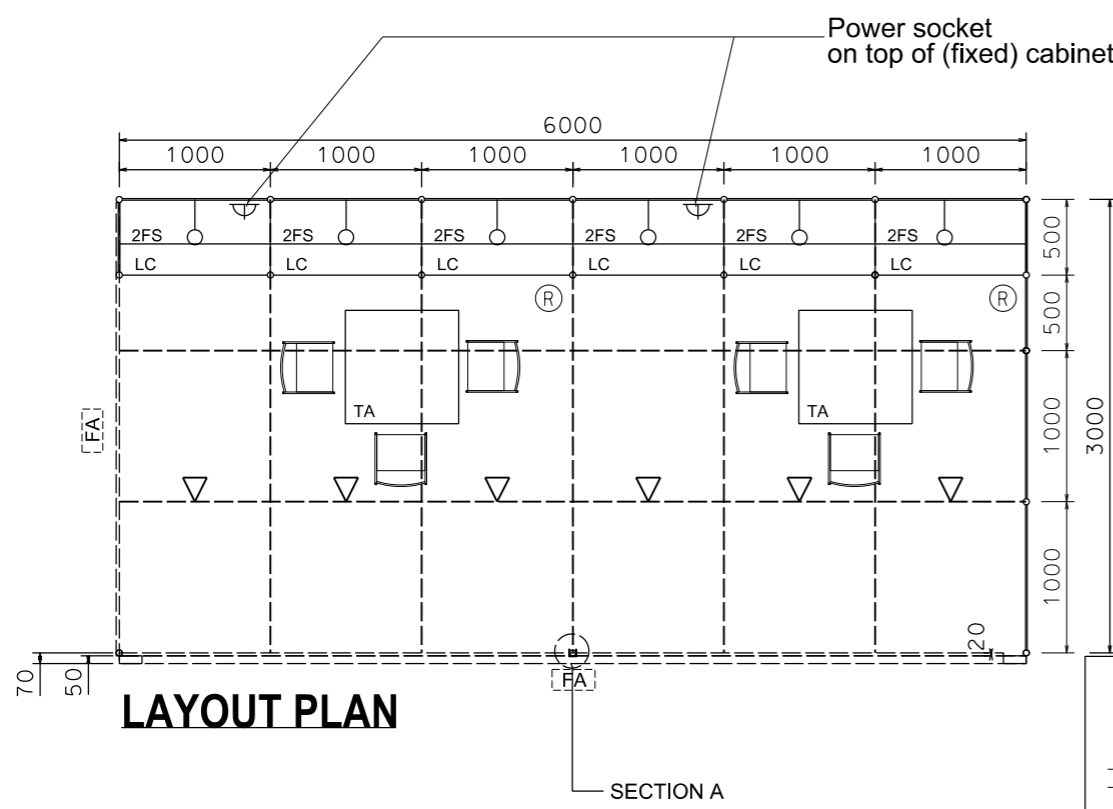 Power socket
on top of (fixed) cabinet
6000
1000 1000 1000 1000 1000 1000
2FS 2FS 2FS 2FS 2FS 2FS
LC LC LC LC LC LC
500
R R
500
TA TA
FA
1000
3000
1000
20
70
50
FA
LAYOUT PLAN
SECTION A